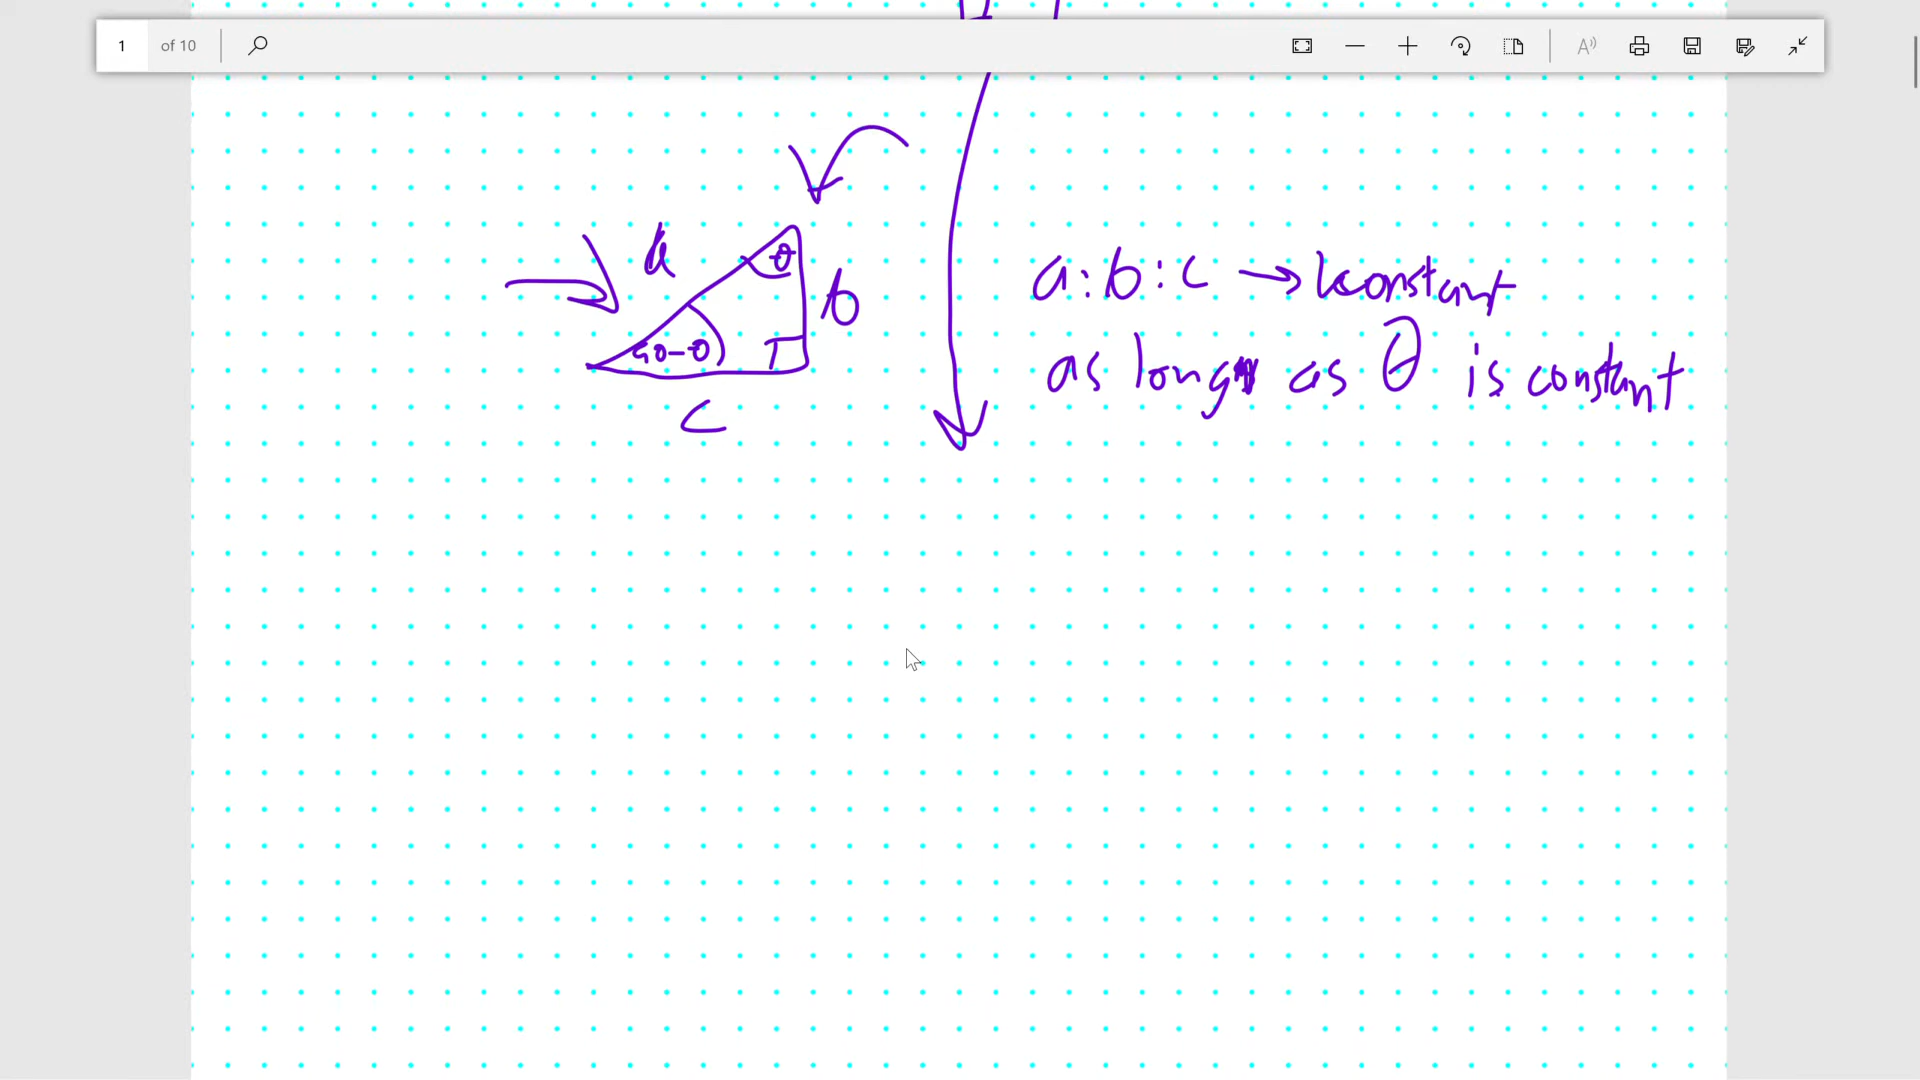 1 of 10
a
θ
b
90-θ
c
a:b:c → constant
as long as θ is constant